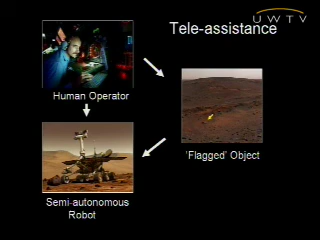 UWTV
Tele-assistance
Human Operator
'Flagged' Object
Semi-autonomous
Robot